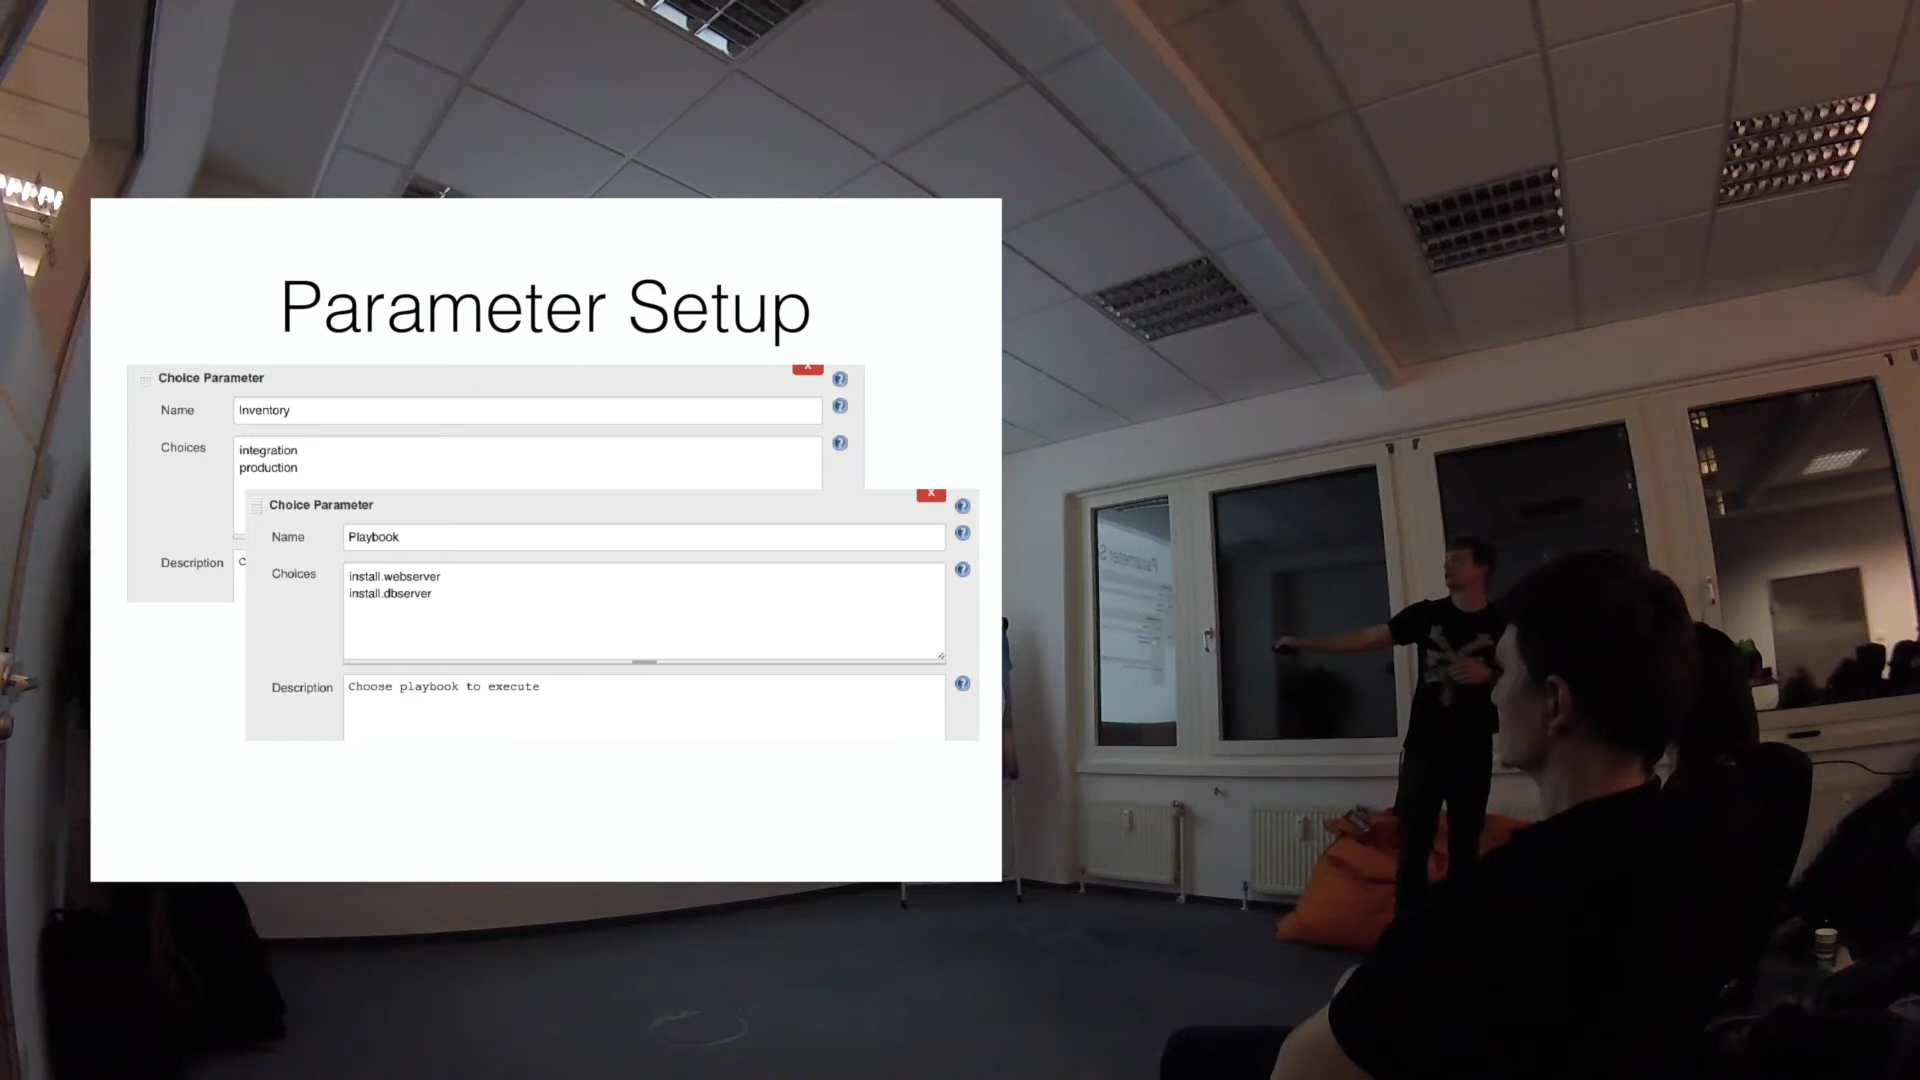 Parameter Setup
Choice Parameter
X
Name
Inventory
Choices
integration
production
Description
C
Choice Parameter
X
Name
Playbook
Choices
install.webserver
install.dbserver
Description
Choose playbook to execute